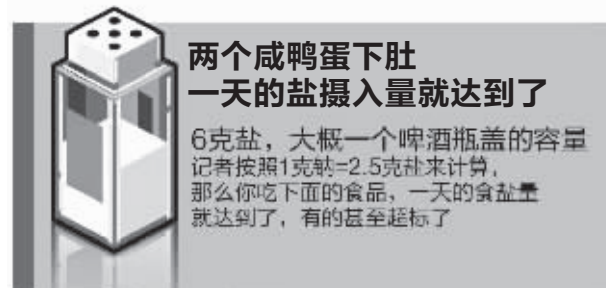 两个咸鸭蛋下肚
一天的盐摄入量就达到了
6克盐，大概一个啤酒瓶盖的容量
记者按照1克钠=2.5克盐来计算，
那么你吃下面的食品，一天的食盐量
就达到了，有的甚至超标了